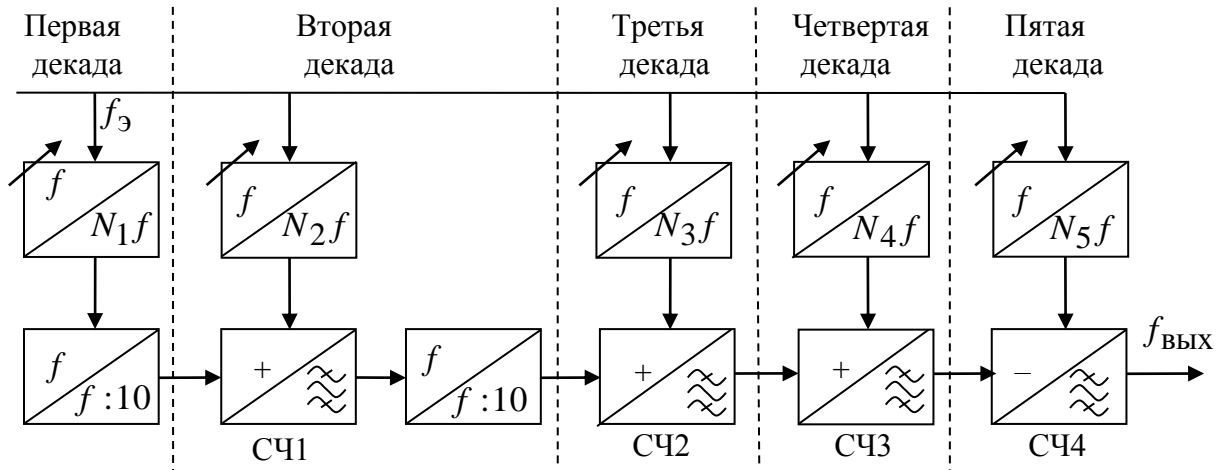 Первая декада
Вторая декада
Третья декада
Четвертая декада
Пятая декада
fэ
f
N1f
f
N2f
f
N3f
f
N4f
f
N5f
f
f :10
+
f
f :10
+
+
–
fвых
СЧ1
СЧ2
СЧ3
СЧ4